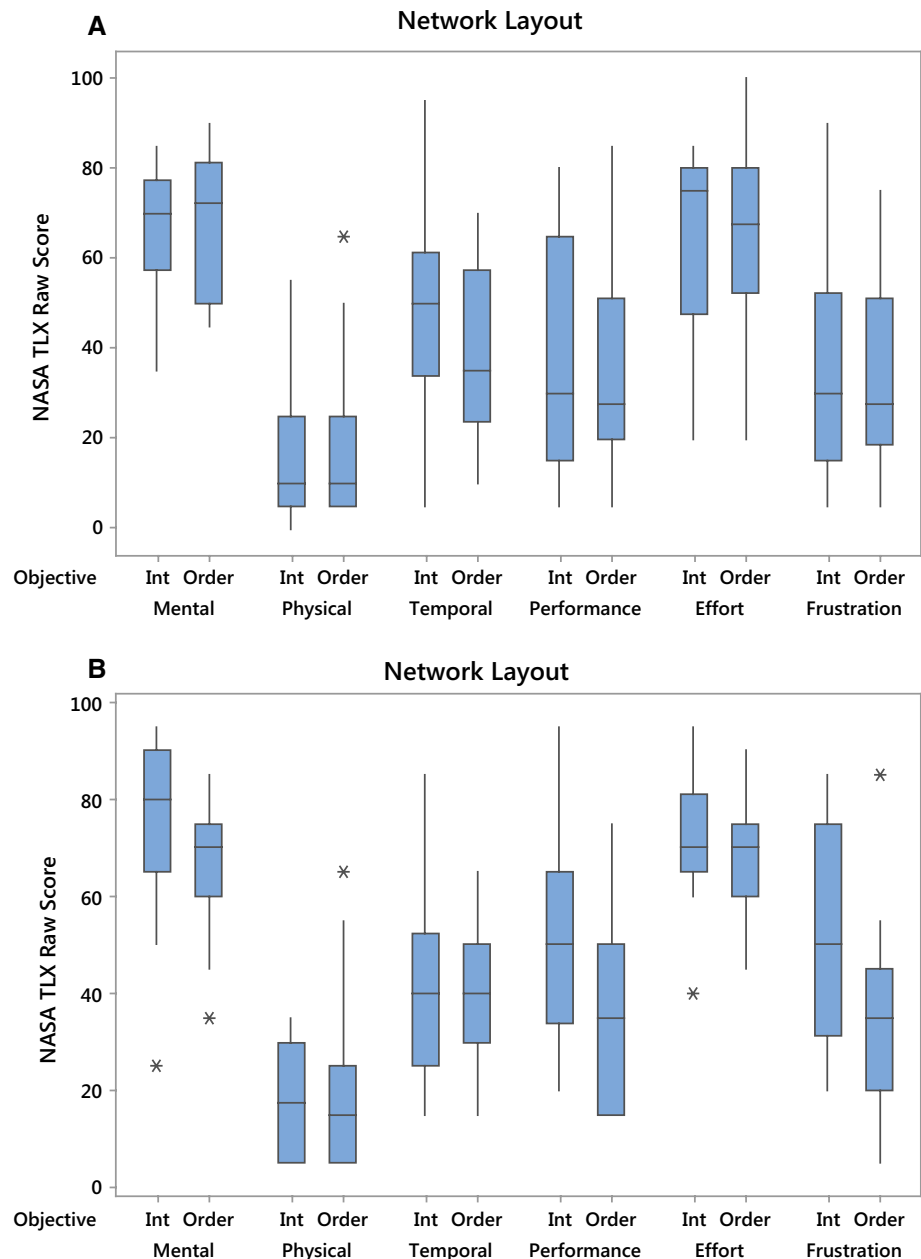 A
Network Layout
NASA TLX Raw Score
100
80
60
40
20
0
Objective Int Order Int Order Int Order Int Order Int Order Int Order
Mental Physical Temporal Performance Effort Frustration
B
Network Layout
NASA TLX Raw Score
100
80
60
40
20
0
Objective Int Order Int Order Int Order Int Order Int Order Int Order
Mental Physical Temporal Performance Effort Frustration